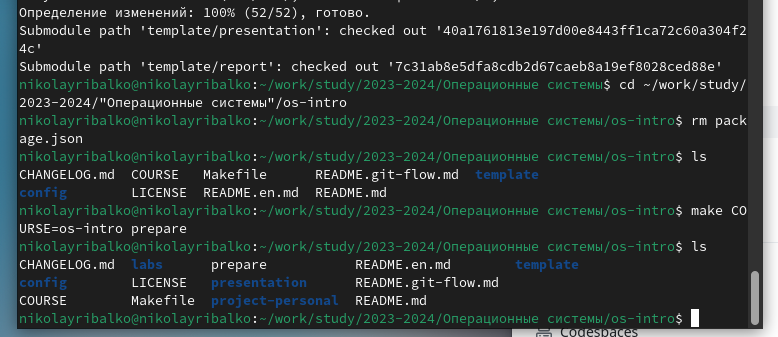 Определение изменений: 100% (52/52), готово.
Submodule path 'template/presentation': checked out '40a1761813e197d00e8443ff1ca72c60a304f2
4c'
Submodule path 'template/report': checked out '7c31ab8e5dfa8cdb2d67caeb8a19ef8028ced88e'
nikolayribalko@nikolayribalko:~/work/study/2023-2024/Операционные системы$ cd ~/work/study/
2023-2024/"Операционные системы"/os-intro
nikolayribalko@nikolayribalko:~/work/study/2023-2024/Операционные системы/os-intro$ rm pack
age.json
nikolayribalko@nikolayribalko:~/work/study/2023-2024/Операционные системы/os-intro$ ls
CHANGELOG.md  COURSE   Makefile      README.git-flow.md  template
config        LICENSE  README.en.md  README.md
nikolayribalko@nikolayribalko:~/work/study/2023-2024/Операционные системы/os-intro$ make CO
URSE=os-intro prepare
nikolayribalko@nikolayribalko:~/work/study/2023-2024/Операционные системы/os-intro$ ls
CHANGELOG.md  labs      prepare           README.en.md        template
config        LICENSE   presentation      README.git-flow.md
COURSE        Makefile  project-personal  README.md
nikolayribalko@nikolayribalko:~/work/study/2023-2024/Операционные системы/os-intro$
Codespaces